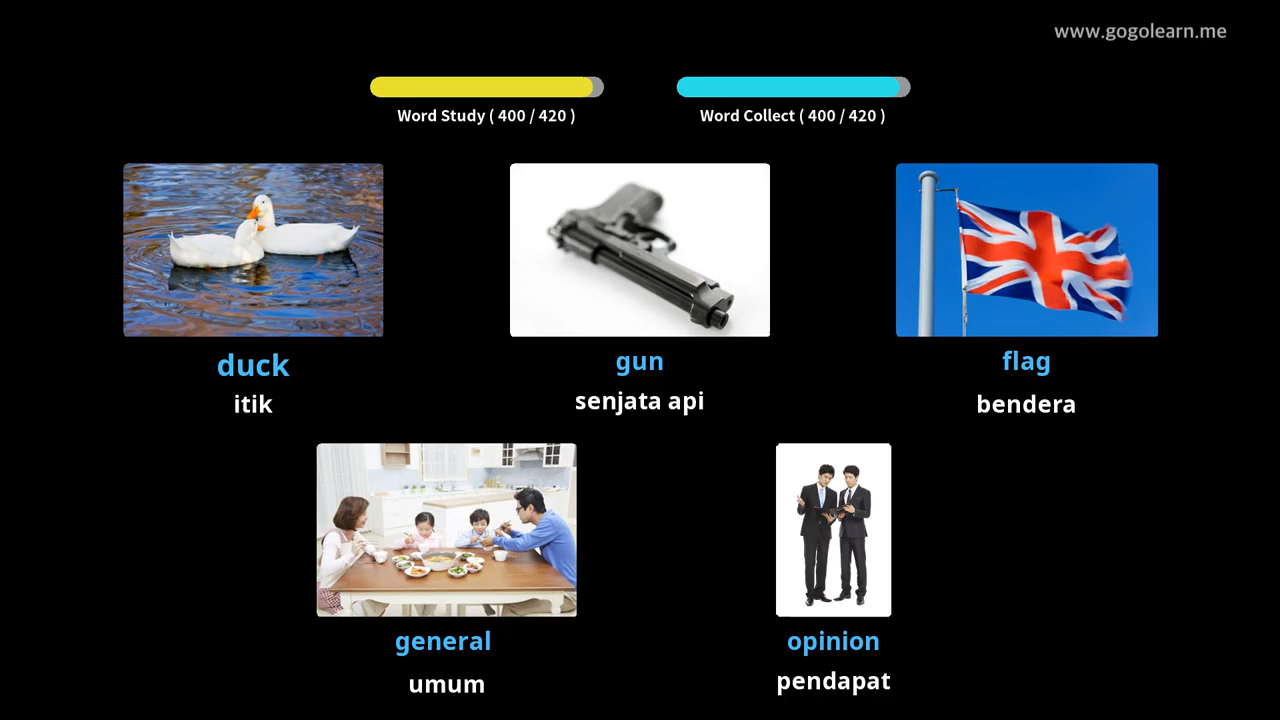 www.gogolearn.me
Word Study ( 400 / 420 )
Word Collect ( 400 / 420 )
duck
itik
gun
senjata api
flag
bendera
general
umum
opinion
pendapat